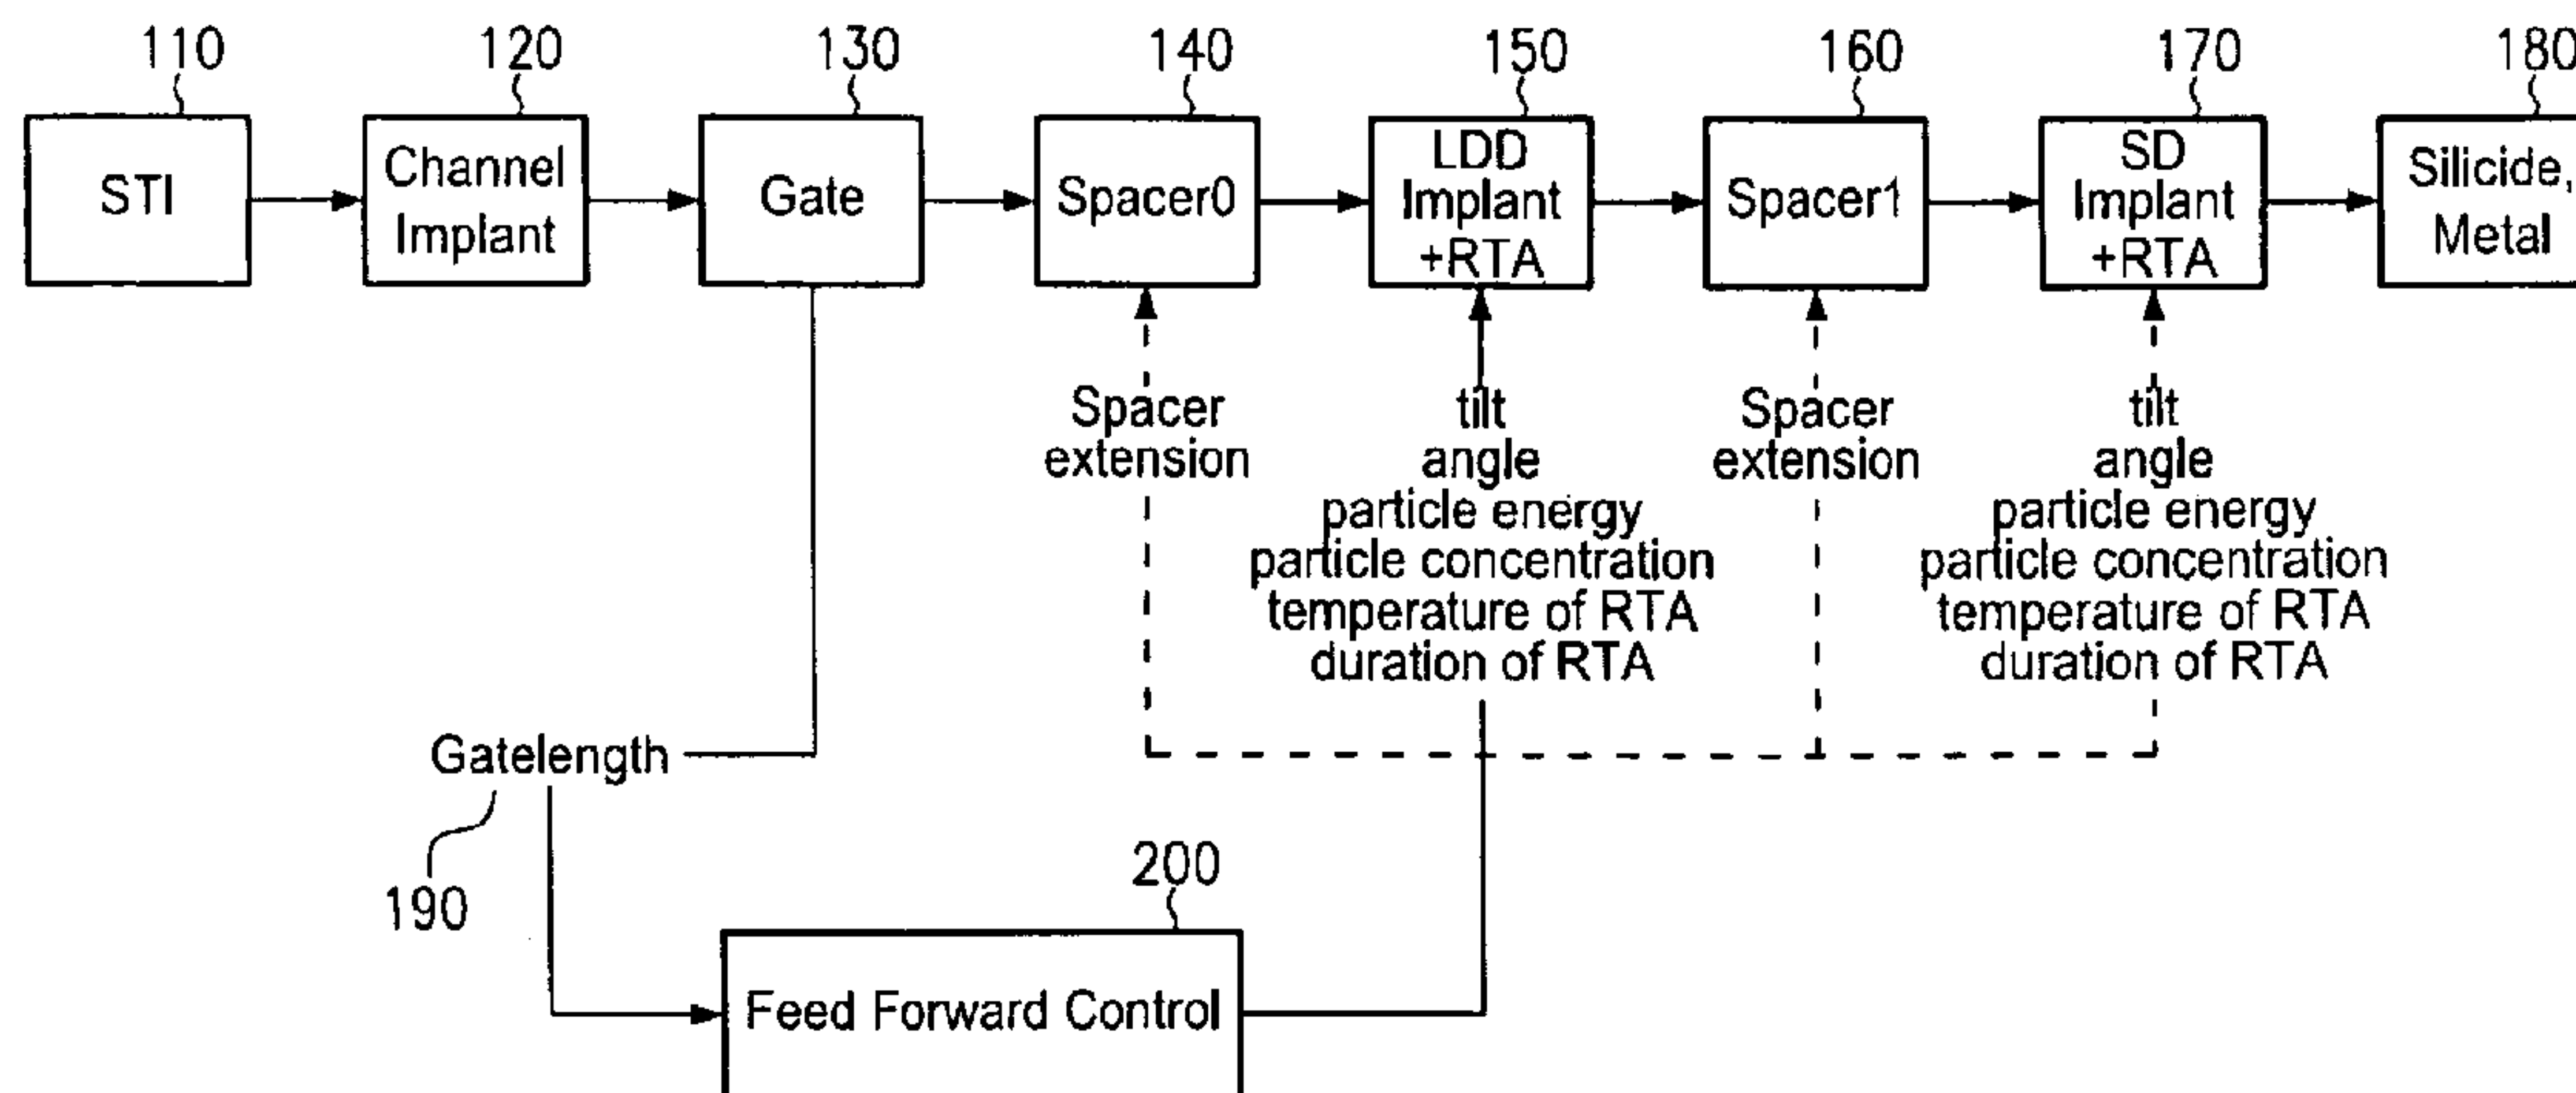 110
120
130
140
150
160
170
180
STI
Channel
Implant
Gate
Spacer0
LDD
Implant
+RTA
Spacer1
SD
Implant
+RTA
Silicide,
Metal
Spacer
extension
tilt
angle
particle energy
particle concentration
temperature of RTA
duration of RTA
Spacer
extension
tilt
angle
particle energy
particle concentration
temperature of RTA
duration of RTA
Gatelength
190
200
Feed Forward Control